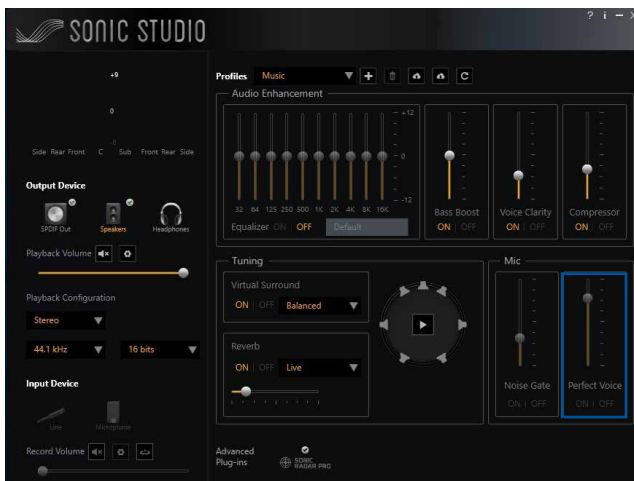 ? i
SONIC STUDIO
+9
0
-9
Side Rear Front C Sub Front Rear Side
Output Device
SPDIF Out Speakers Headphones
Playback Volume
Playback Configuration
Stereo
44.1 kHz 16 bits
Input Device
Line Microphone
Record Volume
Profiles Music
Audio Enhancement
+12
0
-12
32 64 125 250 500 1K 2K 4K 8K 16K
Equalizer ON | OFF Default
Bass Boost
ON | OFF
Voice Clarity
ON | OFF
Compressor
ON | OFF
Tuning
Virtual Surround
ON | OFF Balanced
Reverb
ON | OFF Live
Mic
Noise Gate
ON | OFF
Perfect Voice
ON | OFF
Advanced
Plug-ins
SONIC
RADAR PRO